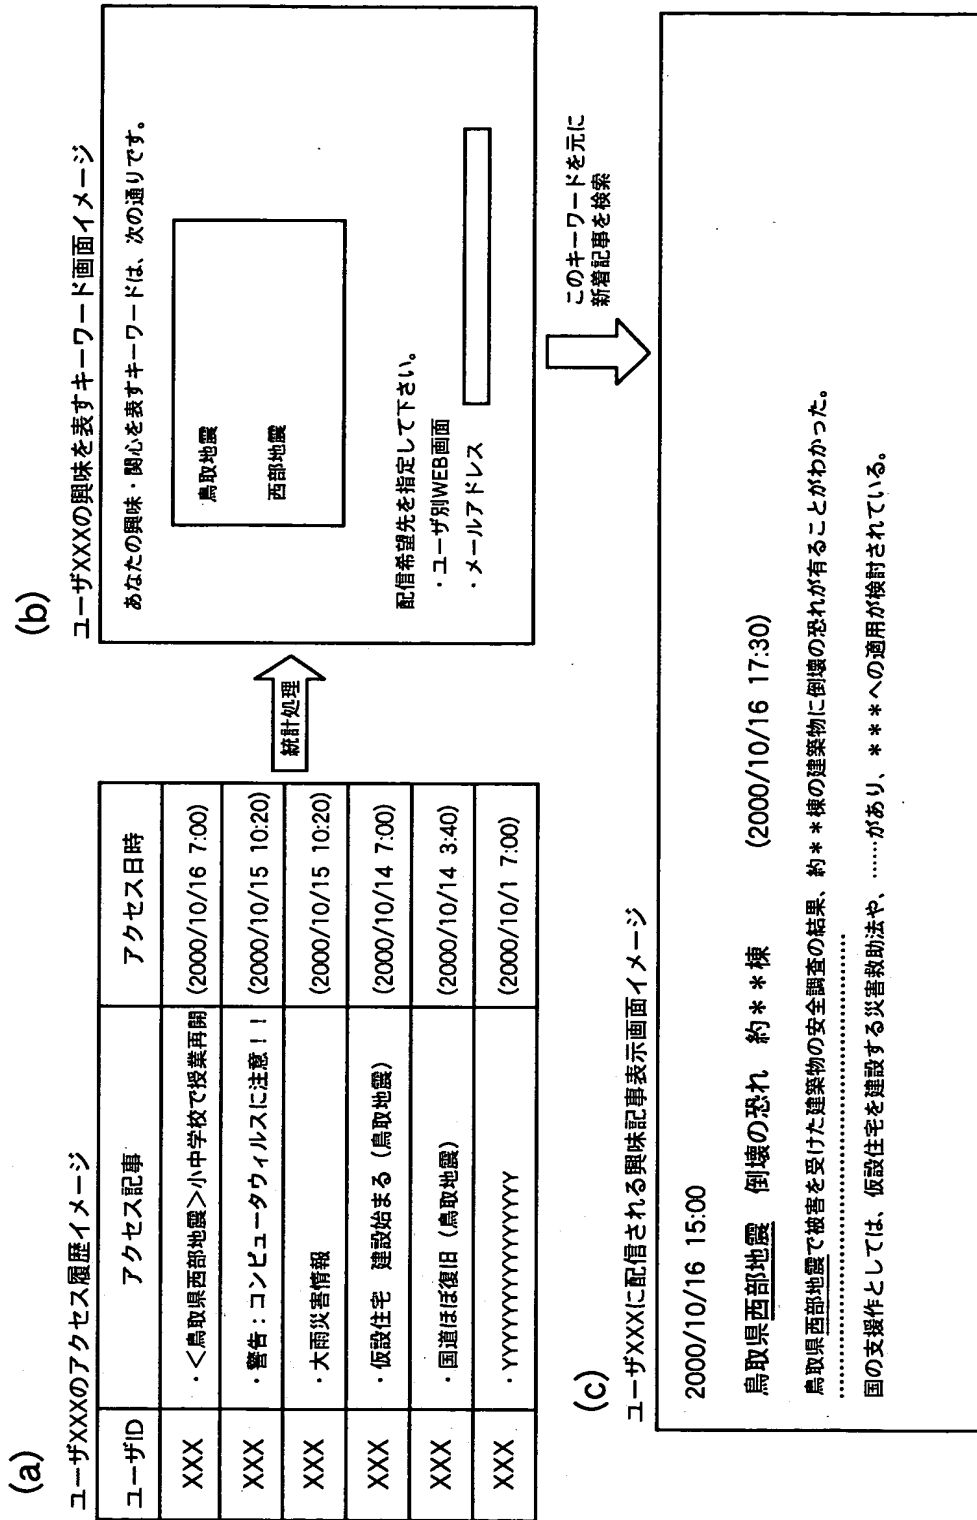 (a)
ユーザXXXのアクセス履歴イメージ
ユーザID アクセス記事 アクセス日時
XXX ・<鳥取県西部地震>小中学校で授業再開 (2000/10/16 7:00)
XXX ・警告：コンピュータウィルスに注意！！ (2000/10/15 10:20)
XXX ・大雨災害情報 (2000/10/15 10:20)
XXX ・仮設住宅　建設始まる（鳥取地震） (2000/10/14 7:00)
XXX ・国道ほぼ復旧（鳥取地震） (2000/10/14 3:40)
XXX ・YYYYYYYYYYYYYY (2000/10/1 7:00)
統計処理
(b)
ユーザXXXの興味を表すキーワード画面イメージ
あなたの興味・関心を表すキーワードは、次の通りです。
鳥取地震
西部地震
配信希望先を指定して下さい。
・ユーザ別WEB画面
・メールアドレス
このキーワードを元に
新着記事を検索
(c)
ユーザXXXに配信される興味記事表示画面イメージ
2000/10/16 15:00
鳥取県西部地震　倒壊の恐れ　約＊＊棟 (2000/10/16 17:30)
鳥取県西部地震で被害を受けた建築物の安全調査の結果、約＊＊棟の建築物に倒壊の恐れが有ることがわかった。
‥‥‥‥‥‥‥‥‥‥‥‥‥‥‥‥
国の支援作としては、仮設住宅を建設する災害救助法や、……があり、＊＊＊への適用が検討されている。